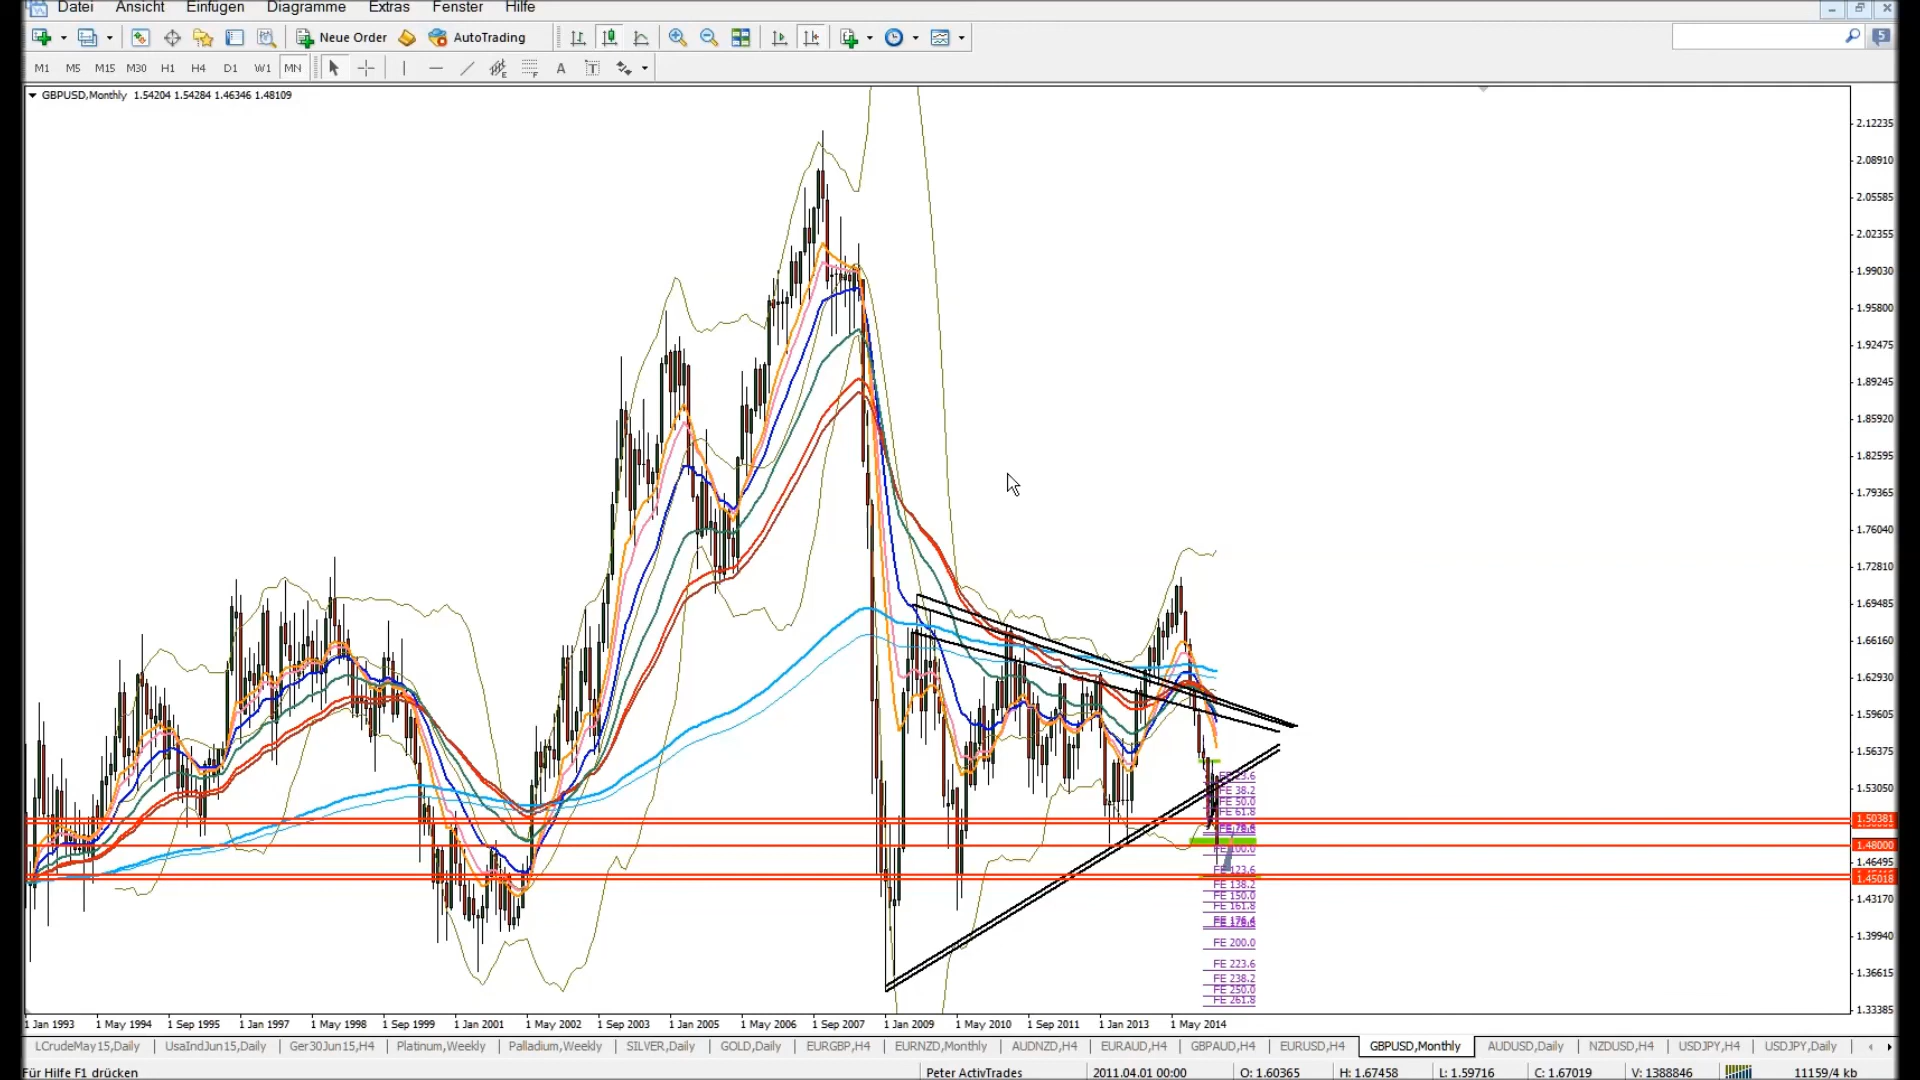 Datei Ansicht Einfügen Diagramme Extras Fenster Hilfe
Neue Order AutoTrading 5
M1 M5 M15 M30 H1 H4 D1 W1 MN A T
GBPUSD,Monthly 1.54204 1.54284 1.46346 1.48109
2.12235
2.08910
2.05585
2.02355
1.99030
1.95800
1.92475
1.89245
1.85920
1.82595
1.79365
1.76040
1.72810
1.69485
1.66160
1.62930
1.59605
1.56375
1.53050
1.50381
1.48000
1.46495
1.45018
1.43170
1.39940
1.36615
1.33385
FE 23.6
FE 38.2
FE 50.0
FE 61.8
FE 100.0
FE 123.6
FE 138.2
FE 150.0
FE 161.8
FE 176.4
FE 200.0
FE 223.6
FE 238.2
FE 250.0
FE 261.8
1 Jan 1993 1 May 1994 1 Sep 1995 1 Jan 1997 1 May 1998 1 Sep 1999 1 Jan 2001 1 May 2002 1 Sep 2003 1 Jan 2005 1 May 2006 1 Sep 2007 1 Jan 2009 1 May 2010 1 Sep 2011 1 Jan 2013 1 May 2014
LCrudeMay15,Daily UsaIndJun15,Daily Ger30Jun15,H4 Platinum,Weekly Palladium,Weekly SILVER,Daily GOLD,Daily EURGBP,H4 EURNZD,Monthly AUDNZD,H4 EURAUD,H4 GBPAUD,H4 EURUSD,H4 GBPUSD,Monthly AUDUSD,Daily NZDUSD,H4 USDJPY,H4 USDJPY,Daily
Für Hilfe F1 drücken Peter ActivTrades 2011.04.01 00:00 O: 1.60365 H: 1.67458 L: 1.59716 C: 1.67019 V: 1388846 11159/4 kb